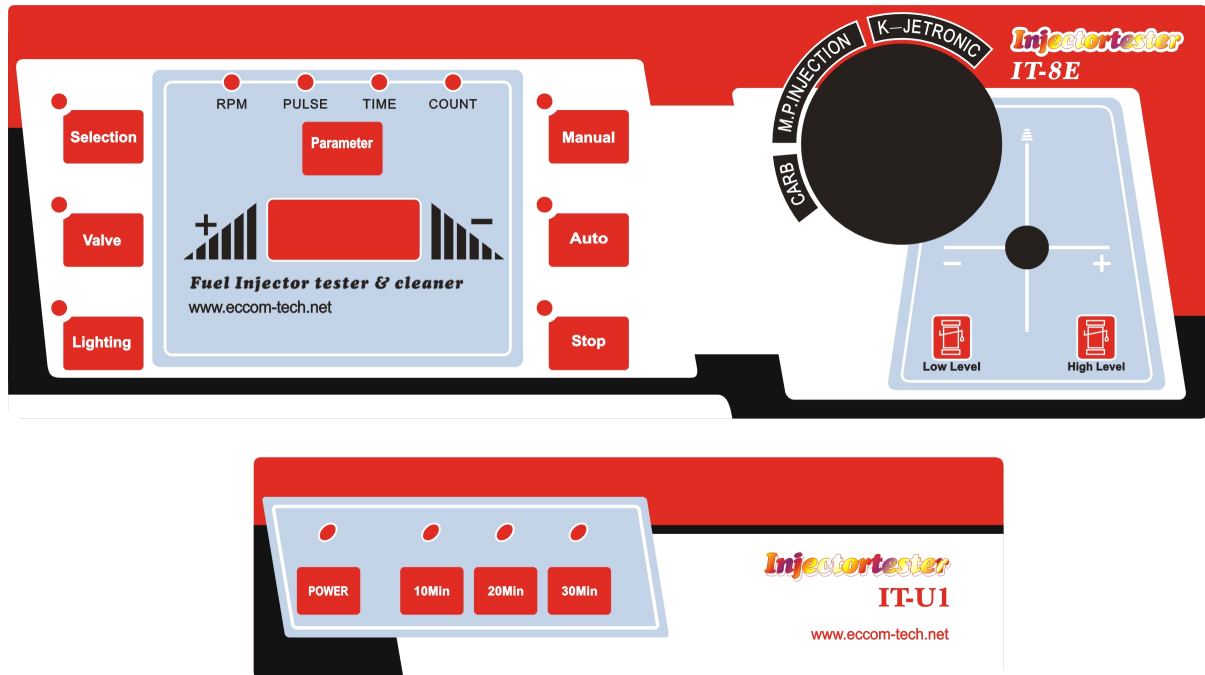 K–JETRONIC
M.P.INJECTION
CARB
Injectortester
IT-8E
RPM PULSE TIME COUNT
Selection
Parameter
Manual
Valve
+ −
Auto
Fuel Injector tester & cleaner
www.eccom-tech.net
− +
Lighting
Stop
Low Level
High Level
Injectortester
IT-U1
www.eccom-tech.net
POWER 10Min 20Min 30Min